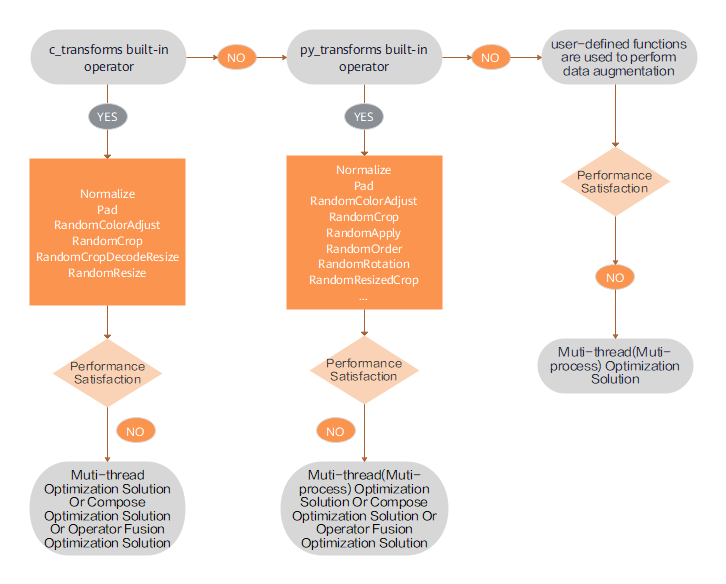 c_transforms built-in
operator
NO
py_transforms built-in
operator
NO
user-defined functions
are used to perform
data augmentation
YES
Normalize
Pad
RandomColorAdjust
RandomCrop
RandomCropDecodeResize
RandomResize
Performance
Satisfaction
NO
Muti-thread
Optimization Solution
Or Compose
Optimization Solution
Or Operator Fusion
Optimization Solution
YES
Normalize
Pad
RandomColorAdjust
RandomCrop
RandomApply
RandomOrder
RandomRotation
RandomResizedCrop
...
Performance
Satisfaction
NO
Muti-thread(Muti-
process) Optimization
Solution Or Compose
Optimization Solution Or
Operator Fusion
Optimization Solution
Performance
Satisfaction
NO
Muti-thread(Muti-
process) Optimization
Solution